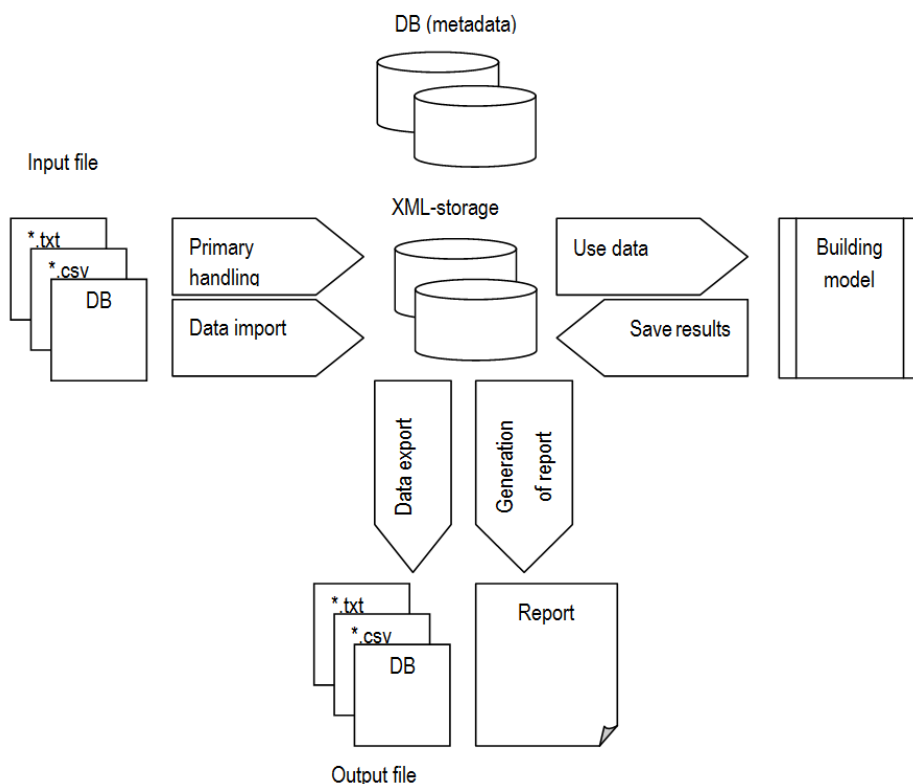 DB (metadata)
Input file
XML-storage
*.txt
*.csv
DB
Primary
handling
Data import
Use data
Save results
Building
model
Data export
Generation
of report
*.txt
*.csv
DB
Report
Output file